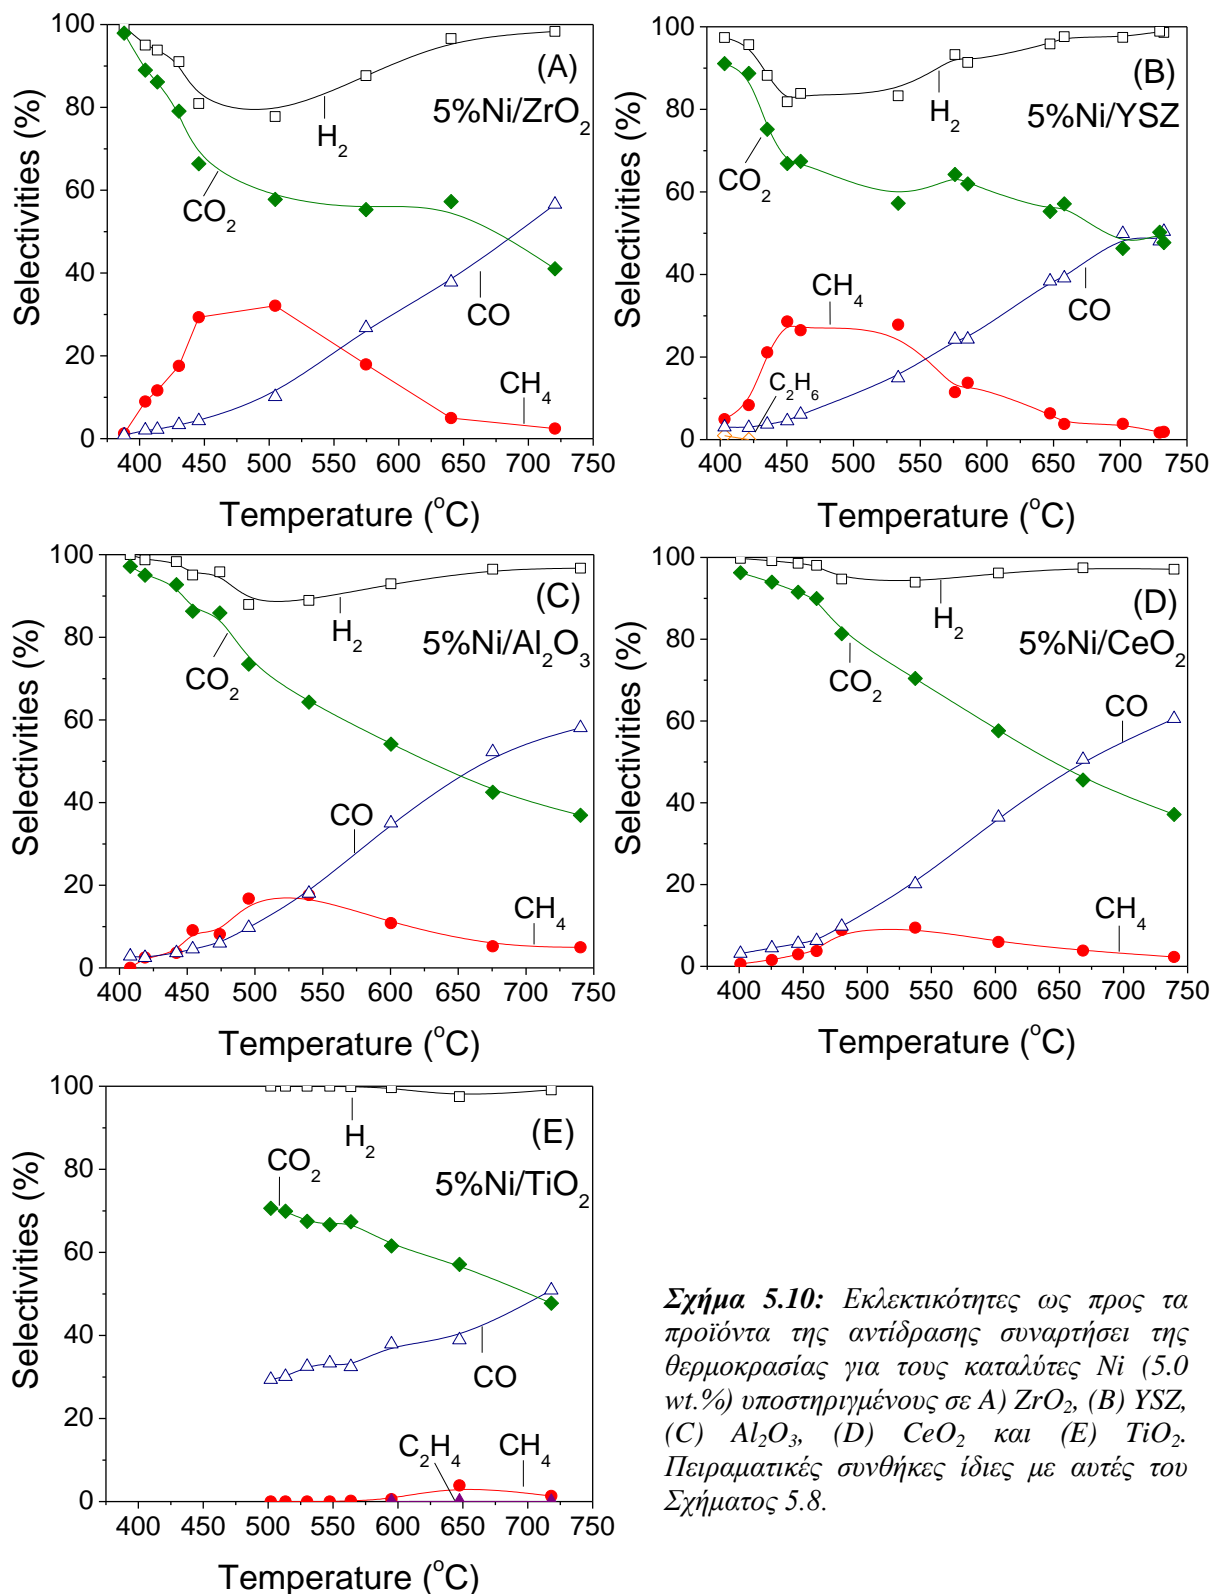 (A)
5%Ni/ZrO2
H2
CO2
CO
CH4
Selectivities (%)
100
80
60
40
20
0
400 450 500 550 600 650 700 750
Temperature (oC)
(B)
5%Ni/YSZ
H2
CO2
CH4
CO
C2H6
Selectivities (%)
100
80
60
40
20
0
400 450 500 550 600 650 700 750
Temperature (oC)
(C)
5%Ni/Al2O3
H2
CO2
CO
CH4
Selectivities (%)
100
80
60
40
20
0
400 450 500 550 600 650 700 750
Temperature (oC)
(D)
5%Ni/CeO2
H2
CO2
CO
CH4
Selectivities (%)
100
80
60
40
20
0
400 450 500 550 600 650 700 750
Temperature (oC)
(E)
5%Ni/TiO2
H2
CO2
CO
C2H4
CH4
Selectivities (%)
100
80
60
40
20
0
400 450 500 550 600 650 700 750
Temperature (oC)
Σχήμα 5.10: Εκλεκτικότητες ως προς τα
προϊόντα της αντίδρασης συναρτήσει της
θερμοκρασίας για τους καταλύτες Ni (5.0
wt.%) υποστηριγμένους σε A) ZrO2, (B) YSZ,
(C) Al2O3, (D) CeO2 και (E) TiO2.
Πειραματικές συνθήκες ίδιες με αυτές του
Σχήματος 5.8.